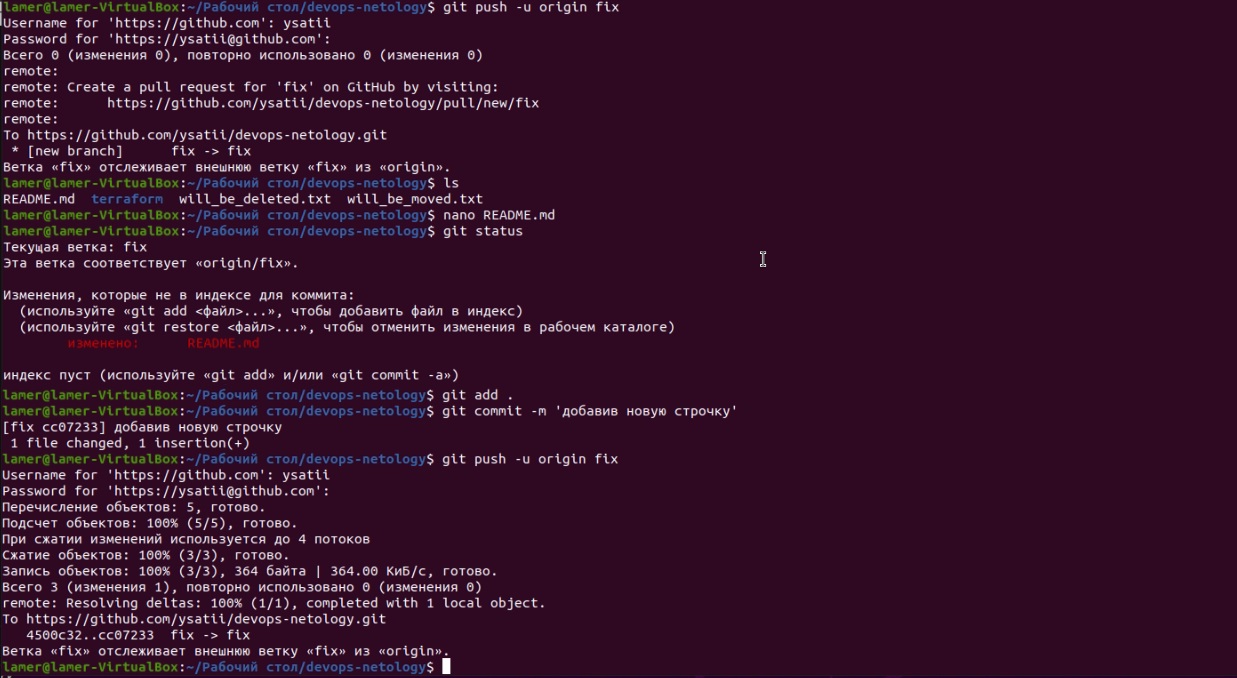 lamer@lamer-VirtualBox:~/Рабочий стол/devops-netology$ git push -u origin fix
Username for 'https://github.com': ysatii
Password for 'https://ysatii@github.com':
Всего 0 (изменения 0), повторно использовано 0 (изменения 0)
remote:
remote: Create a pull request for 'fix' on GitHub by visiting:
remote:      https://github.com/ysatii/devops-netology/pull/new/fix
remote:
To https://github.com/ysatii/devops-netology.git
 * [new branch]      fix -> fix
Ветка «fix» отслеживает внешнюю ветку «fix» из «origin».
lamer@lamer-VirtualBox:~/Рабочий стол/devops-netology$ ls
README.md  terraform  will_be_deleted.txt  will_be_moved.txt
lamer@lamer-VirtualBox:~/Рабочий стол/devops-netology$ nano README.md
lamer@lamer-VirtualBox:~/Рабочий стол/devops-netology$ git status
Текущая ветка: fix
Эта ветка соответствует «origin/fix».

Изменения, которые не в индексе для коммита:
  (используйте «git add <файл>...», чтобы добавить файл в индекс)
  (используйте «git restore <файл>...», чтобы отменить изменения в рабочем каталоге)
        изменено:      README.md

индекс пуст (используйте «git add» и/или «git commit -a»)
lamer@lamer-VirtualBox:~/Рабочий стол/devops-netology$ git add .
lamer@lamer-VirtualBox:~/Рабочий стол/devops-netology$ git commit -m 'добавив новую строчку'
[fix cc07233] добавив новую строчку
 1 file changed, 1 insertion(+)
lamer@lamer-VirtualBox:~/Рабочий стол/devops-netology$ git push -u origin fix
Username for 'https://github.com': ysatii
Password for 'https://ysatii@github.com':
Перечисление объектов: 5, готово.
Подсчет объектов: 100% (5/5), готово.
При сжатии изменений используется до 4 потоков
Сжатие объектов: 100% (3/3), готово.
Запись объектов: 100% (3/3), 364 байта | 364.00 КиБ/с, готово.
Всего 3 (изменения 1), повторно использовано 0 (изменения 0)
remote: Resolving deltas: 100% (1/1), completed with 1 local object.
To https://github.com/ysatii/devops-netology.git
   4500c32..cc07233  fix -> fix
Ветка «fix» отслеживает внешнюю ветку «fix» из «origin».
lamer@lamer-VirtualBox:~/Рабочий стол/devops-netology$